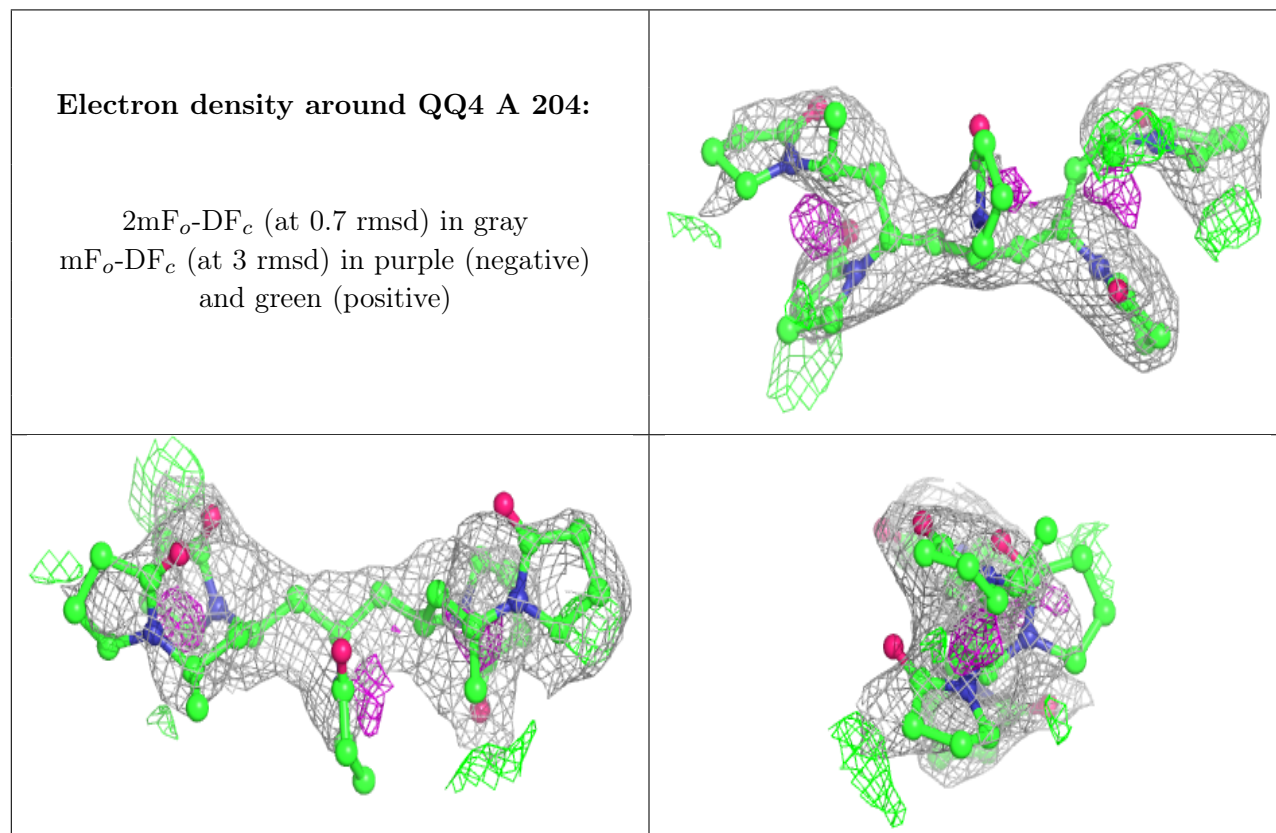 Electron density around QQ4 A 204:
2mFo-DFc (at 0.7 rmsd) in gray
mFo-DFc (at 3 rmsd) in purple (negative)
and green (positive)